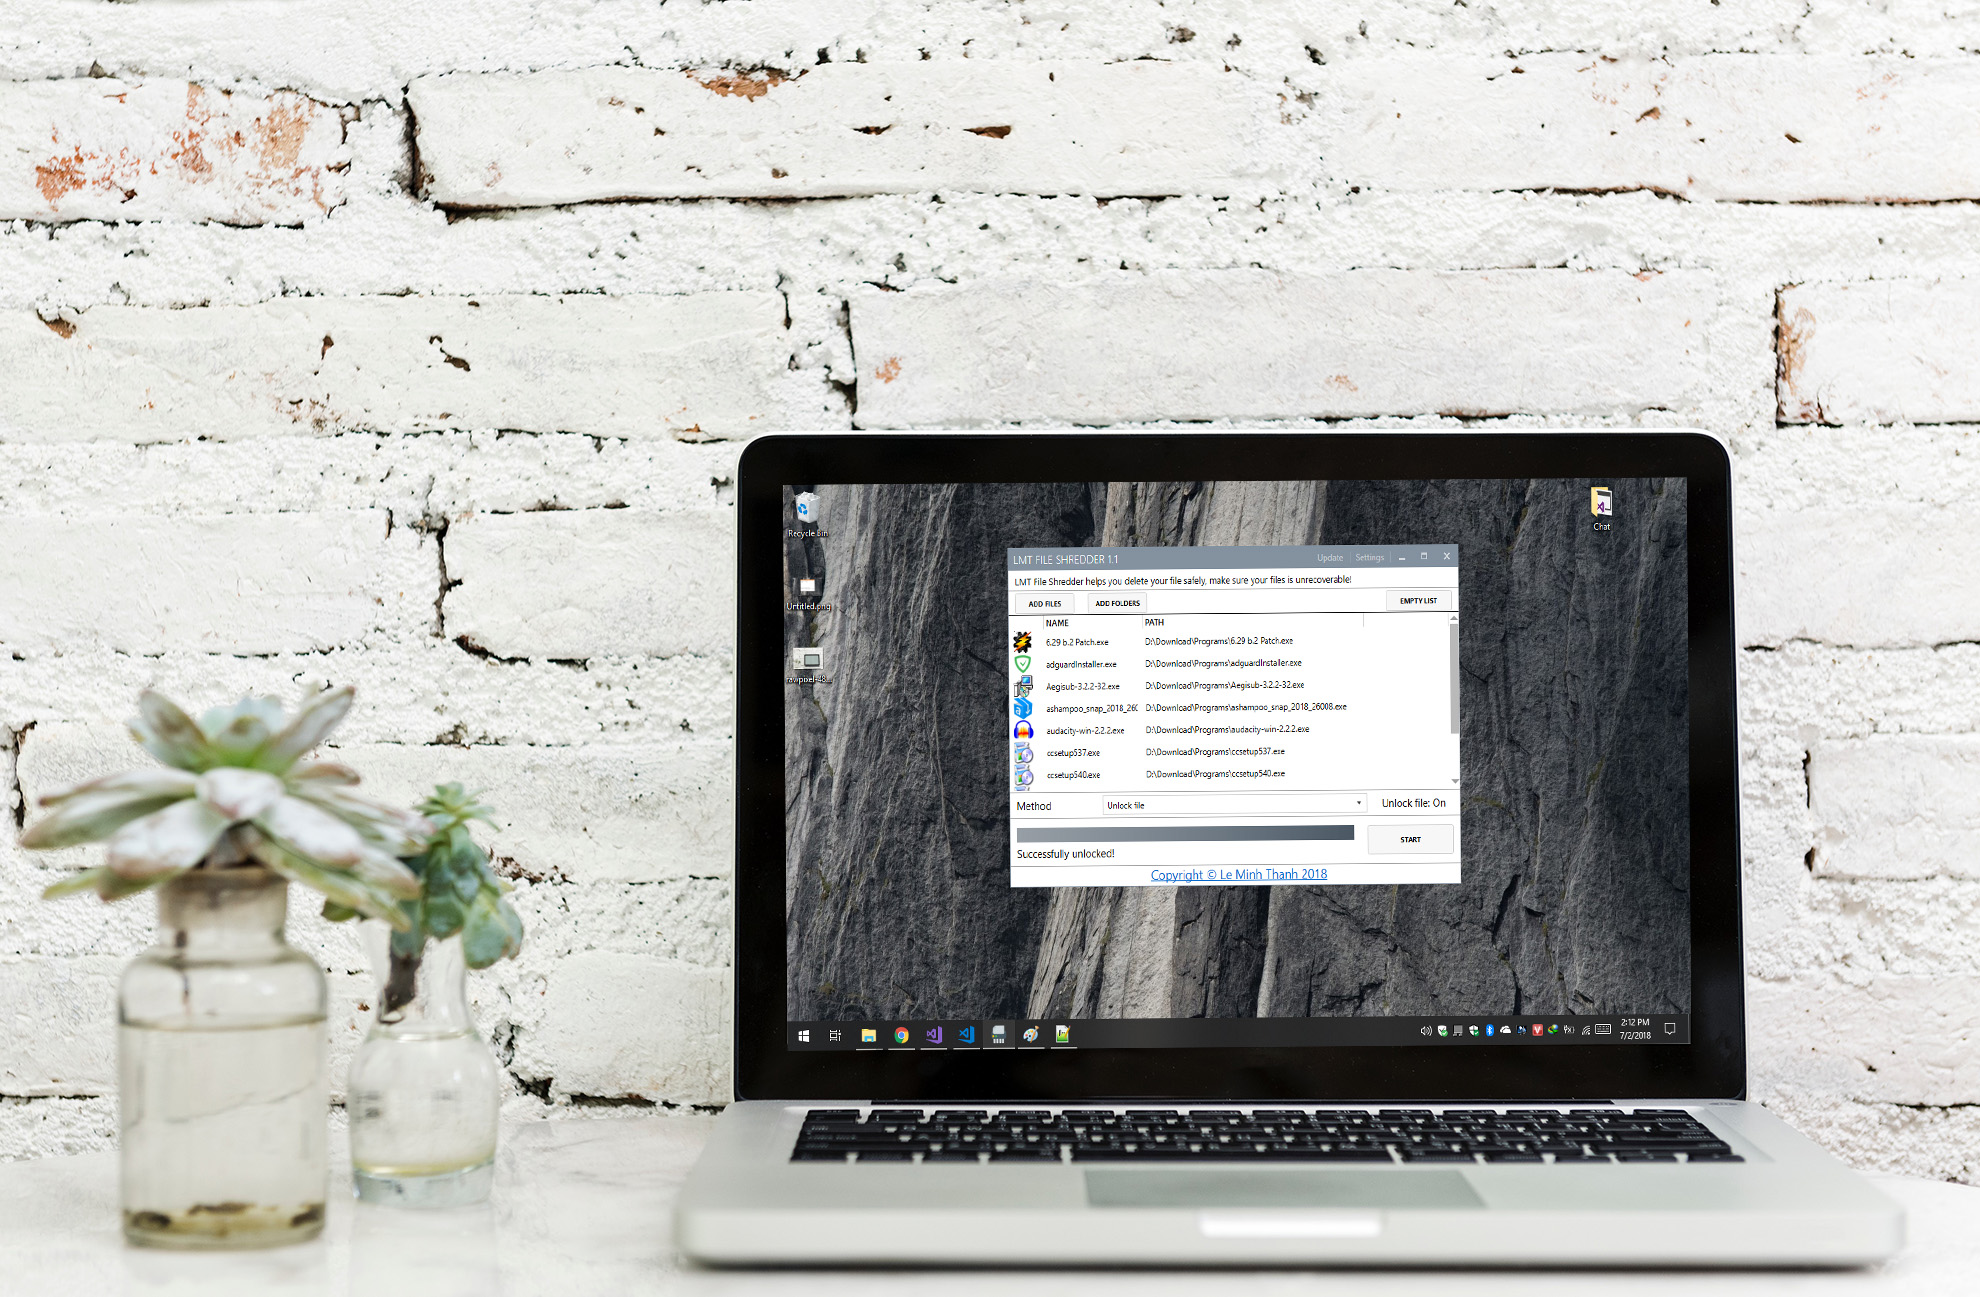 Recycle Bin
Chat
Untitled.png
rawpixel-48...
LMT FILE SHREDDER 1.1
Update
Settings
LMT File Shredder helps you delete your file safely, make sure your files is unrecoverable!
ADD FILES
ADD FOLDERS
EMPTY LIST
NAME PATH
6.29 b.2 Patch.exe D:\Download\Programs\6.29 b.2 Patch.exe
adguardInstaller.exe D:\Download\Programs\adguardInstaller.exe
Aegisub-3.2.2-32.exe D:\Download\Programs\Aegisub-3.2.2-32.exe
ashampoo_snap_2018_260 D:\Download\Programs\ashampoo_snap_2018_26008.exe
audacity-win-2.2.2.exe D:\Download\Programs\audacity-win-2.2.2.exe
ccsetup537.exe D:\Download\Programs\ccsetup537.exe
ccsetup540.exe D:\Download\Programs\ccsetup540.exe
Method Unlock file Unlock file: On
START
Successfully unlocked!
Copyright © Le Minh Thanh 2018
2:12 PM
7/2/2018